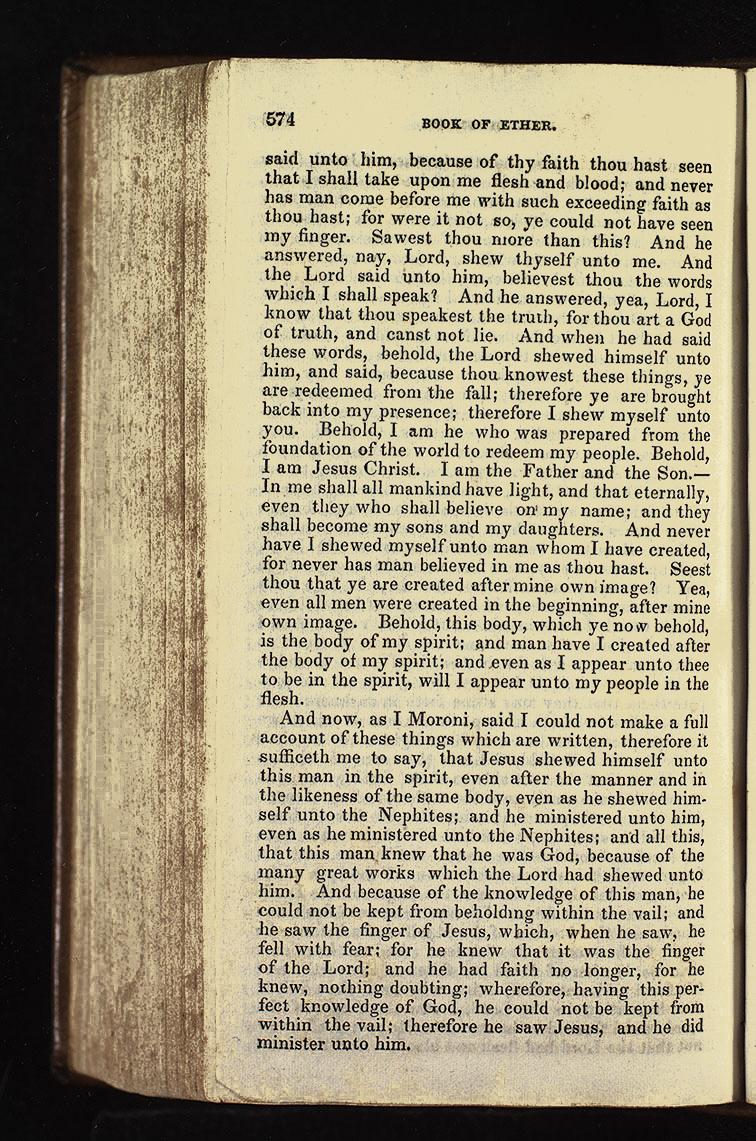 574 BOOK OF ETHER.
said unto him, because of thy faith thou hast seen
that I shall take upon me flesh and blood; and never
has man come before me with such exceeding faith as
thou hast; for were it not so, ye could not have seen
my finger. Sawest thou more than this? And he
answered, nay, Lord, shew thyself unto me. And
the Lord said unto him, believest thou the words
which I shall speak? And he answered, yea, Lord, I
know that thou speakest the truth, for thou art a God
of truth, and canst not lie. And when he had said
these words, behold, the Lord shewed himself unto
him, and said, because thou knowest these things, ye
are redeemed from the fall; therefore ye are brought
back into my presence; therefore I shew myself unto
you. Behold, I am he who was prepared from the
foundation of the world to redeem my people. Behold,
I am Jesus Christ. I am the Father and the Son.—
In me shall all mankind have light, and that eternally,
even they who shall believe on my name; and they
shall become my sons and my daughters. And never
have I shewed myself unto man whom I have created,
for never has man believed in me as thou hast. Seest
thou that ye are created after mine own image? Yea,
even all men were created in the beginning, after mine
own image. Behold, this body, which ye now behold,
is the body of my spirit; and man have I created after
the body of my spirit; and even as I appear unto thee
to be in the spirit, will I appear unto my people in the
flesh.
And now, as I Moroni, said I could not make a full
account of these things which are written, therefore it
sufficeth me to say, that Jesus shewed himself unto
this man in the spirit, even after the manner and in
the likeness of the same body, even as he shewed him-
self unto the Nephites; and he ministered unto him,
even as he ministered unto the Nephites; and all this,
that this man knew that he was God, because of the
many great works which the Lord had shewed unto
him. And because of the knowledge of this man, he
could not be kept from beholding within the vail; and
he saw the finger of Jesus, which, when he saw, he
fell with fear; for he knew that it was the finger
of the Lord; and he had faith no longer, for he
knew, nothing doubting; wherefore, having this per-
fect knowledge of God, he could not be kept from
within the vail; therefore he saw Jesus, and he did
minister unto him.